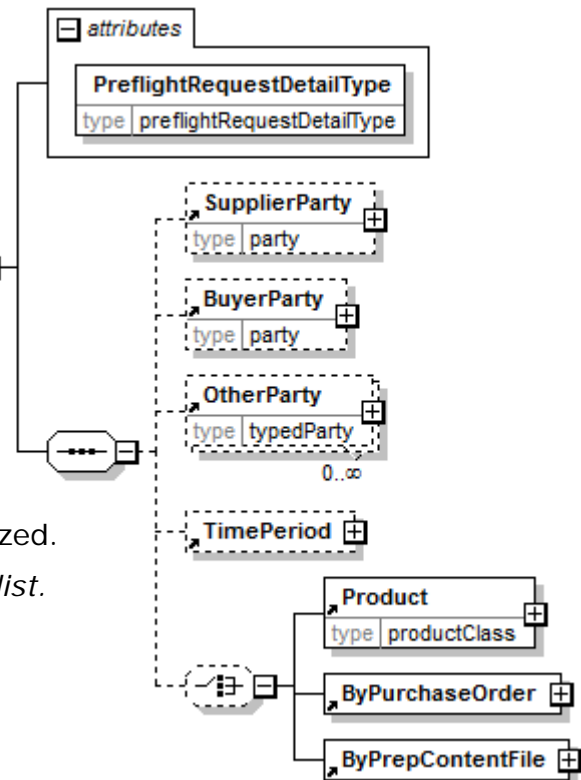 attributes
PreflightRequestDetailType
type preflightRequestDetailType
SupplierParty
type party
BuyerParty
type party
OtherParty
type typedParty
0..∞
zed.
TimePeriod
list.
Product
type productClass
ByPurchaseOrder
ByPrepContentFile